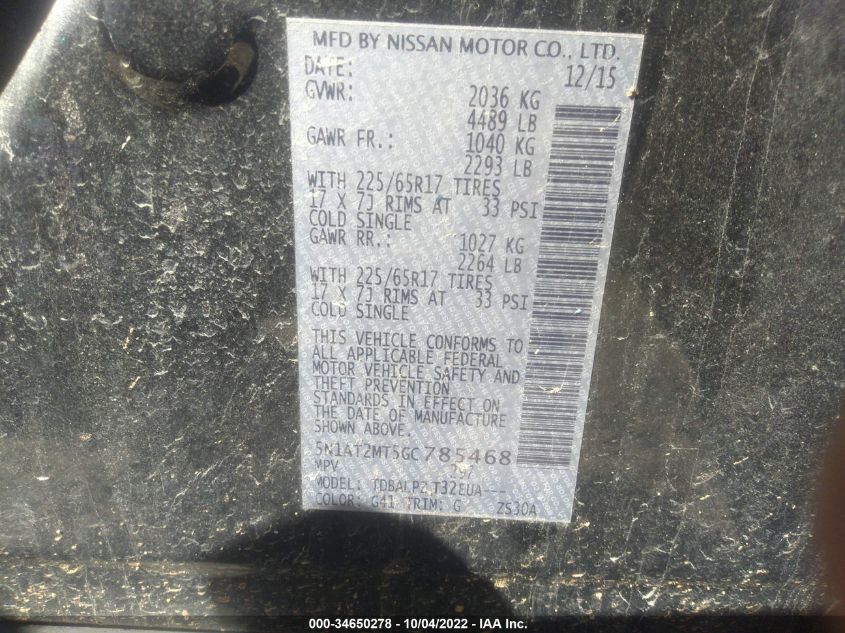 MFD BY NISSAN MOTOR CO., LTD.
DATE: 12/15
GVWR: 2036 KG
4489 LB
GAWR FR.: 1040 KG
2293 LB
WITH 225/65R17 TIRES
17 X 7J RIMS AT 33 PSI
COLD SINGLE
GAWR RR.: 1027 KG
2264 LB
WITH 225/65R17 TIRES
17 X 7J RIMS AT 33 PSI
COLD SINGLE
THIS VEHICLE CONFORMS TO
ALL APPLICABLE FEDERAL
MOTOR VEHICLE SAFETY AND
THEFT PREVENTION
STANDARDS IN EFFECT ON
THE DATE OF MANUFACTURE
SHOWN ABOVE.
5N1AT2MT5GC785468
MPV
MODEL:
COLOR: G41 TRIM: G ZS30A
000-34650278 - 10/04/2022 - IAA Inc.